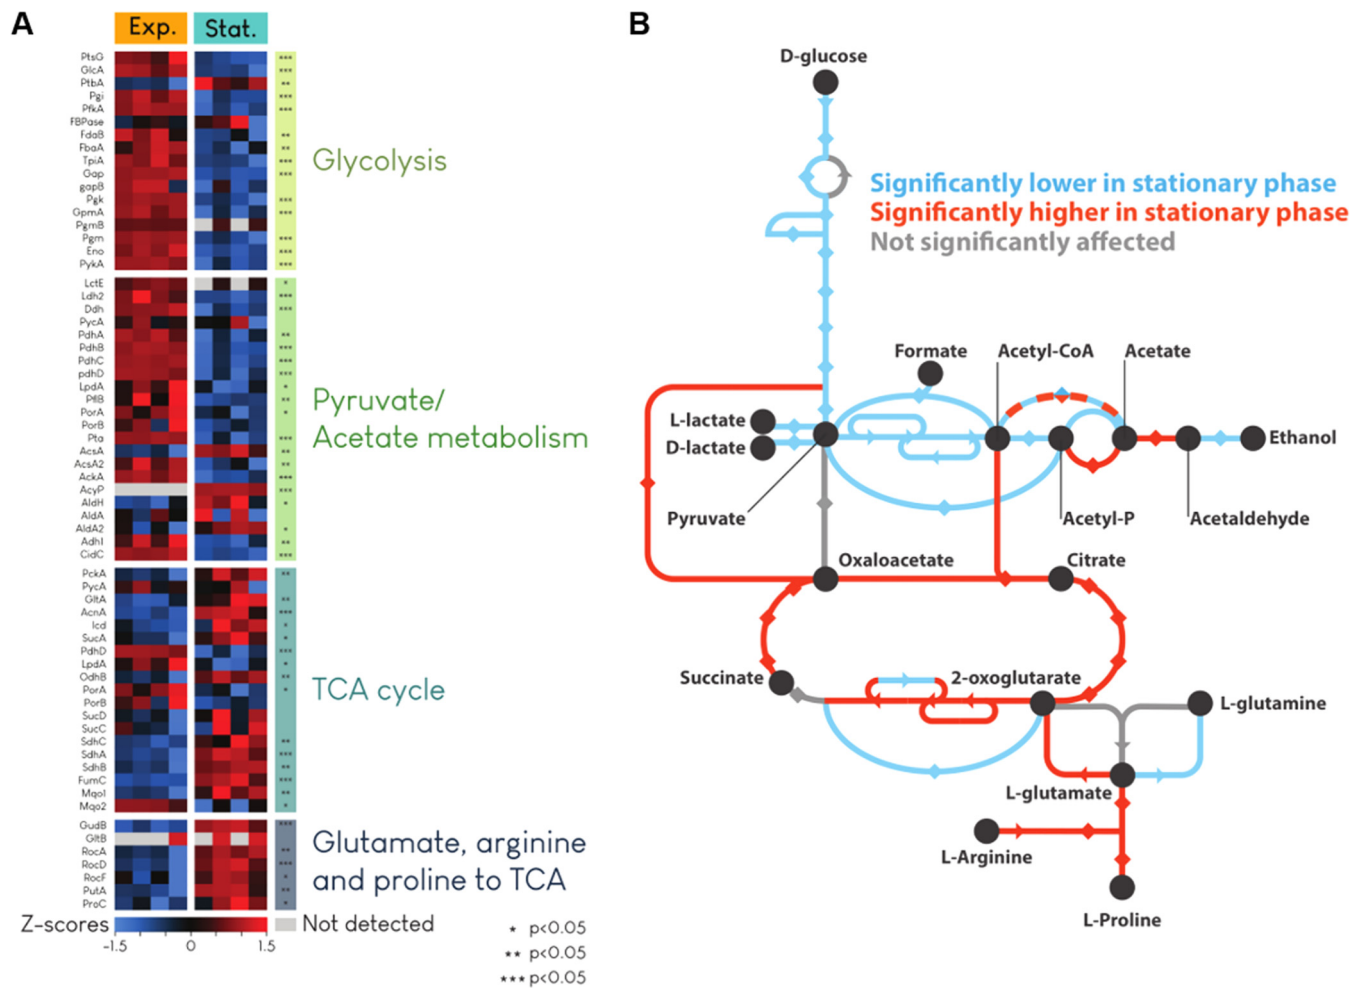 A
Exp. Stat.
PtsG ***
GlcA ***
PtbA **
Pgi ***
PfkA ***
FBPase
FdaB **
FbaA **
TpiA ***
Gap ***
gapB
Pgk ***
GpmA ***
PgmB
Pgm ***
Eno ***
PykA ***
Glycolysis
LctE *
Ldh2 ***
Ddh ***
PycA
PdhA **
PdhB ***
PdhC ***
pdhD ***
LpdA *
PflB **
PorA *
PorB
Pta ***
AcsA **
AcsA2 **
AckA ***
AcyP ***
AldH *
AldA
AldA2 *
Adh1 **
CidC ***
Pyruvate/
Acetate metabolism
PckA **
PycA
GltA **
AcnA ***
Icd *
SucA *
PdhD ***
LpdA *
OdhB **
PorA *
PorB
SucD
SucC
SdhC **
SdhA ***
SdhB **
FumC ***
Mqo1 **
Mqo2 *
TCA cycle
GudB ***
GltB
RocA **
RocD ***
RocF *
PutA **
ProC *
Glutamate, arginine
and proline to TCA
Z-scores
-1.5 0 1.5
Not detected
* p<0.05
** p<0.05
*** p<0.05
B
D-glucose
Significantly lower in stationary phase
Significantly higher in stationary phase
Not significantly affected
Formate Acetyl-CoA Acetate
L-lactate
D-lactate
Ethanol
Pyruvate Acetyl-P Acetaldehyde
Oxaloacetate Citrate
Succinate 2-oxoglutarate
L-glutamine
L-glutamate
L-Arginine
L-Proline